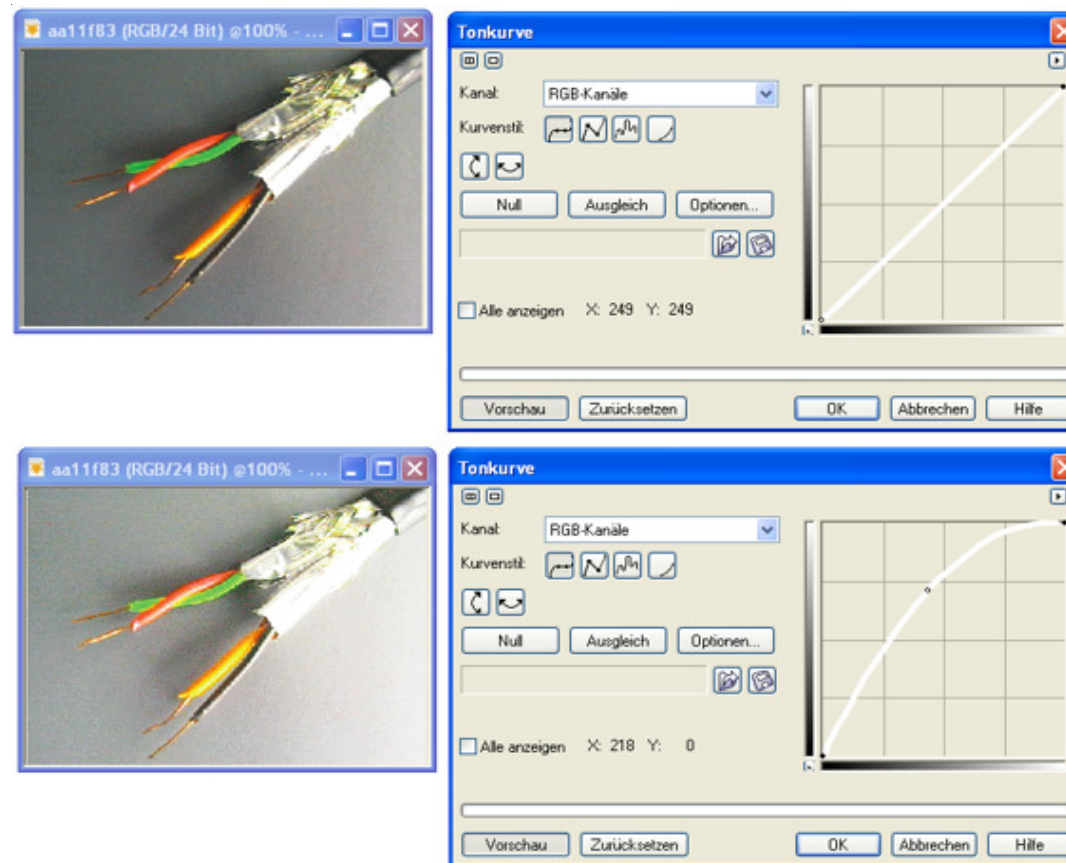 aa11f83 (RGB/24 Bit) @100% - ...
Tonkurve
Kanal: RGB-Kanäle
Kurvenstil:
Null Ausgleich Optionen...
Alle anzeigen X: 249 Y: 249
Vorschau Zurücksetzen OK Abbrechen Hilfe
aa11f83 (RGB/24 Bit) @100% - ...
Tonkurve
Kanal: RGB-Kanäle
Kurvenstil:
Null Ausgleich Optionen...
Alle anzeigen X: 218 Y: 0
Vorschau Zurücksetzen OK Abbrechen Hilfe